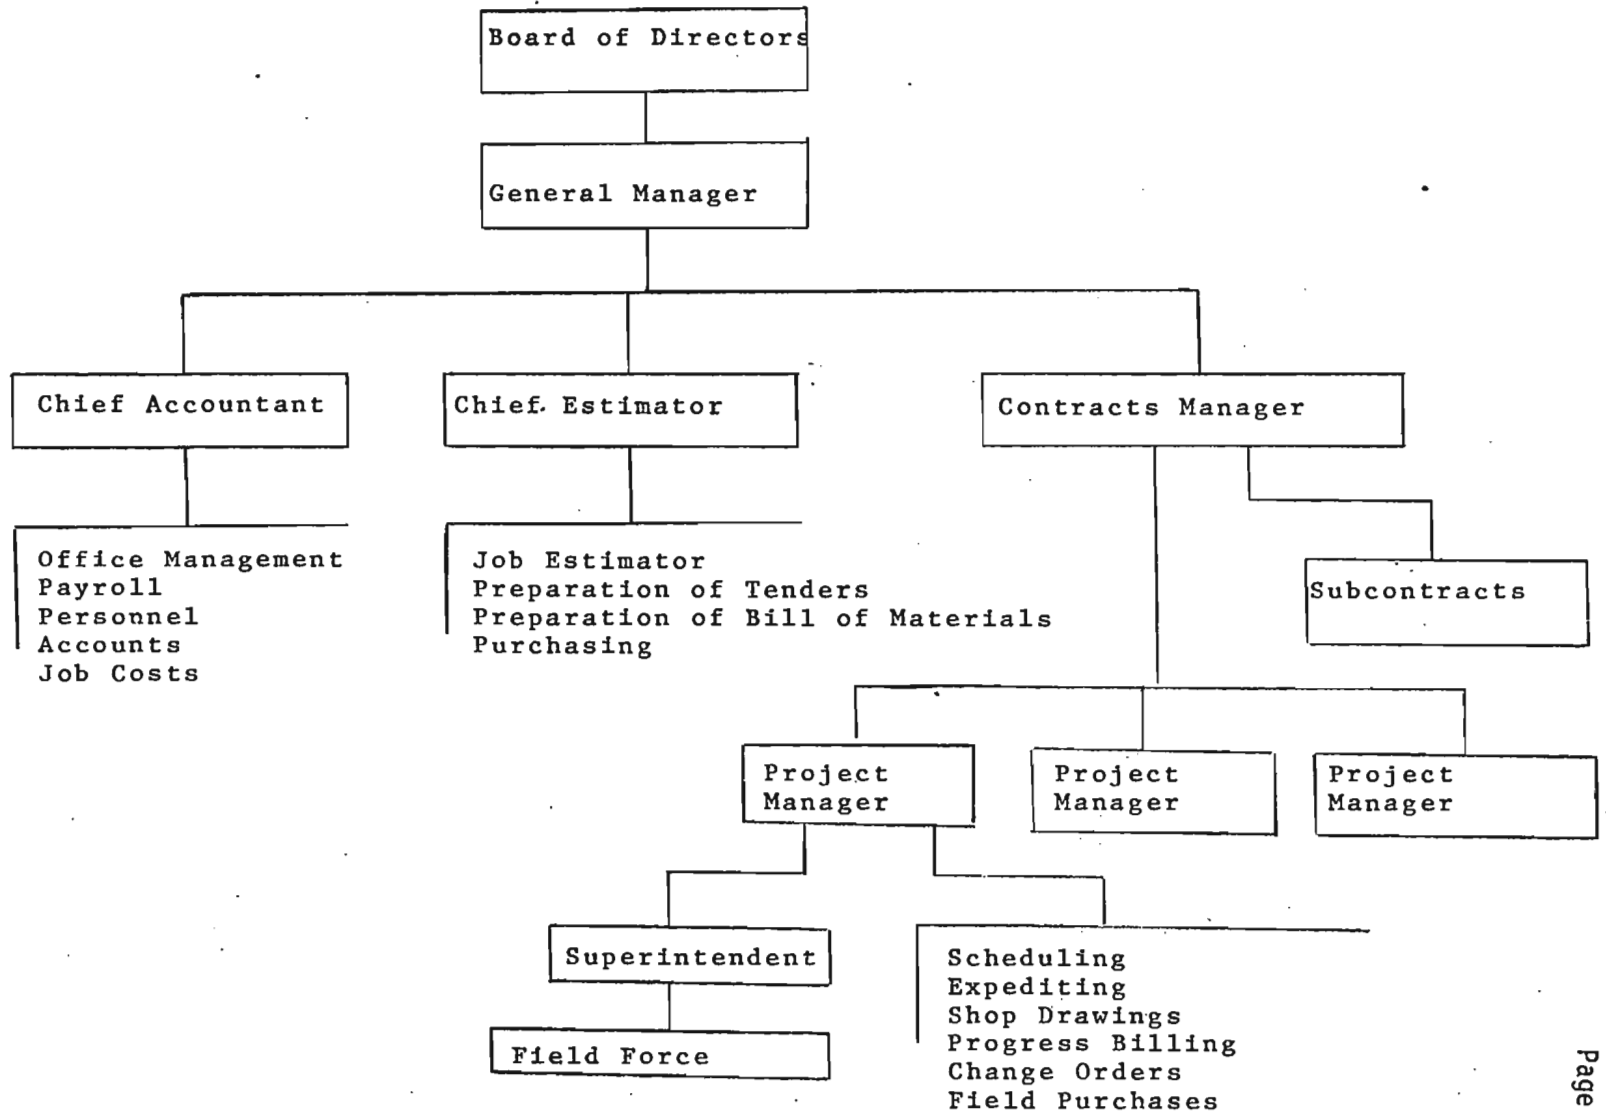 Board of Directors
General Manager
Chief Accountant
Chief Estimator
Contracts Manager
Office Management
Payroll
Personnel
Accounts
Job Costs
Job Estimator
Preparation of Tenders
Preparation of Bill of Materials
Purchasing
Subcontracts
Project
Manager
Project
Manager
Project
Manager
Superintendent
Field Force
Scheduling
Expediting
Shop Drawings
Progress Billing
Change Orders
Field Purchases
Page